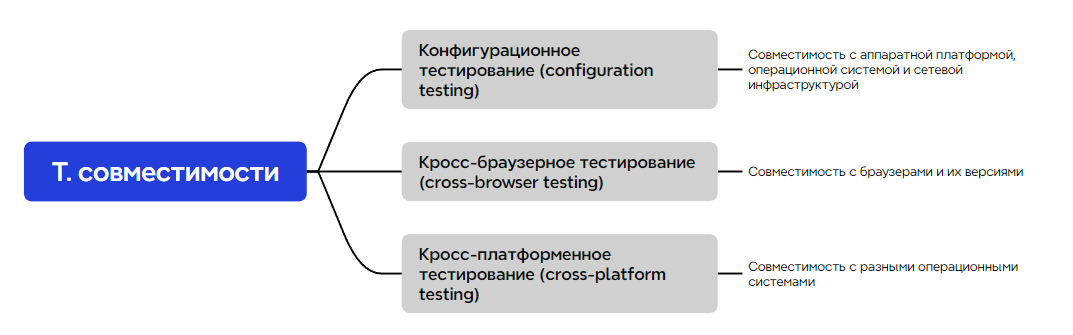 Т. совместимости
Конфигурационное
тестирование (configuration
testing)
Совместимость с аппаратной платформой,
операционной системой и сетевой
инфраструктурой
Кросс-браузерное тестирование
(cross-browser testing)
Совместимость с браузерами и их версиями
Кросс-платформенное
тестирование (cross-platform
testing)
Совместимость с разными операционными
системами